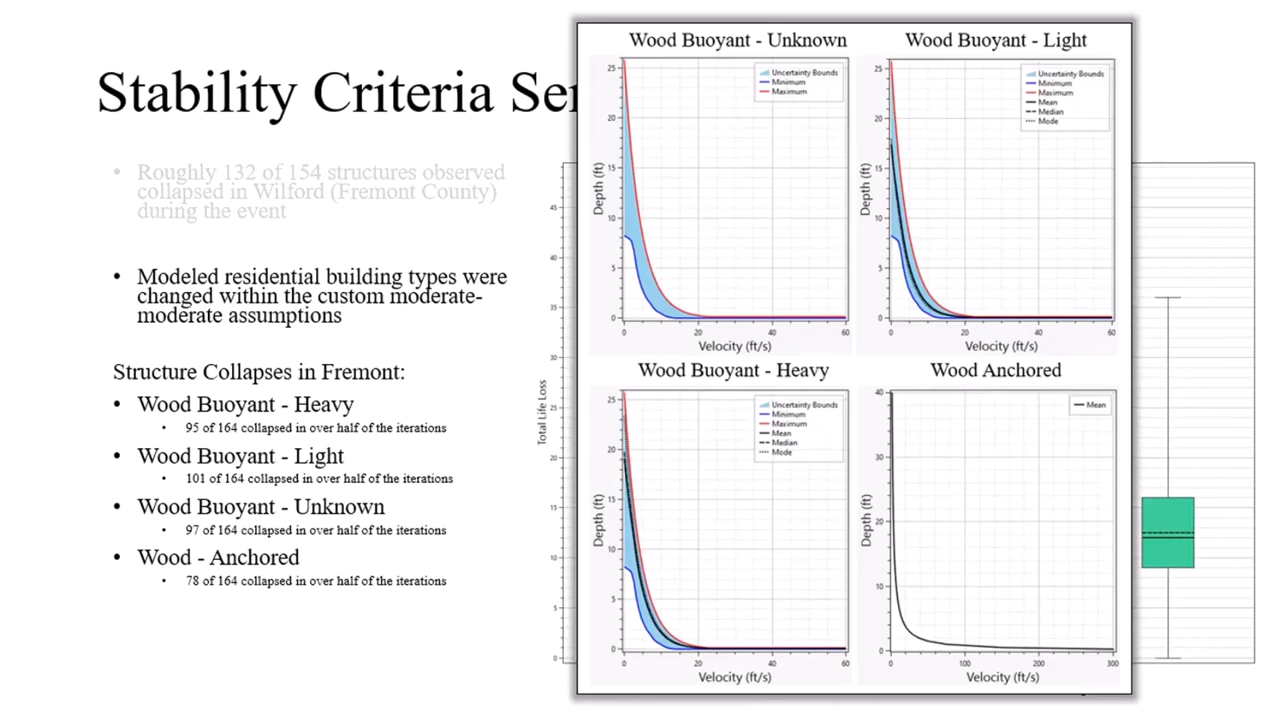 Stability Criteria Sen
• Roughly 132 of 154 structures observed
collapsed in Wilford (Fremont County)
during the event
• Modeled residential building types were
changed within the custom moderate-
moderate assumptions
Structure Collapses in Fremont:
• Wood Buoyant - Heavy
• 95 of 164 collapsed in over half of the iterations
• Wood Buoyant - Light
• 101 of 164 collapsed in over half of the iterations
• Wood Buoyant - Unknown
• 97 of 164 collapsed in over half of the iterations
• Wood - Anchored
• 78 of 164 collapsed in over half of the iterations
Total Life Loss
45
40
35
30
25
20
15
10
5
0
Wood Buoyant - Unknown
Uncertainty Bounds
Minimum
Maximum
Depth (ft)
25
20
15
10
5
0
0 20 40 60
Velocity (ft/s)
Wood Buoyant - Light
Uncertainty Bounds
Minimum
Maximum
Mean
Median
Mode
Depth (ft)
25
20
15
10
5
0
0 20 40 60
Velocity (ft/s)
Wood Buoyant - Heavy
Uncertainty Bounds
Minimum
Maximum
Mean
Median
Mode
Depth (ft)
25
20
15
10
5
0
0 20 40 60
Velocity (ft/s)
Wood Anchored
Mean
Depth (ft)
40
30
20
10
0
0 100 200 300
Velocity (ft/s)